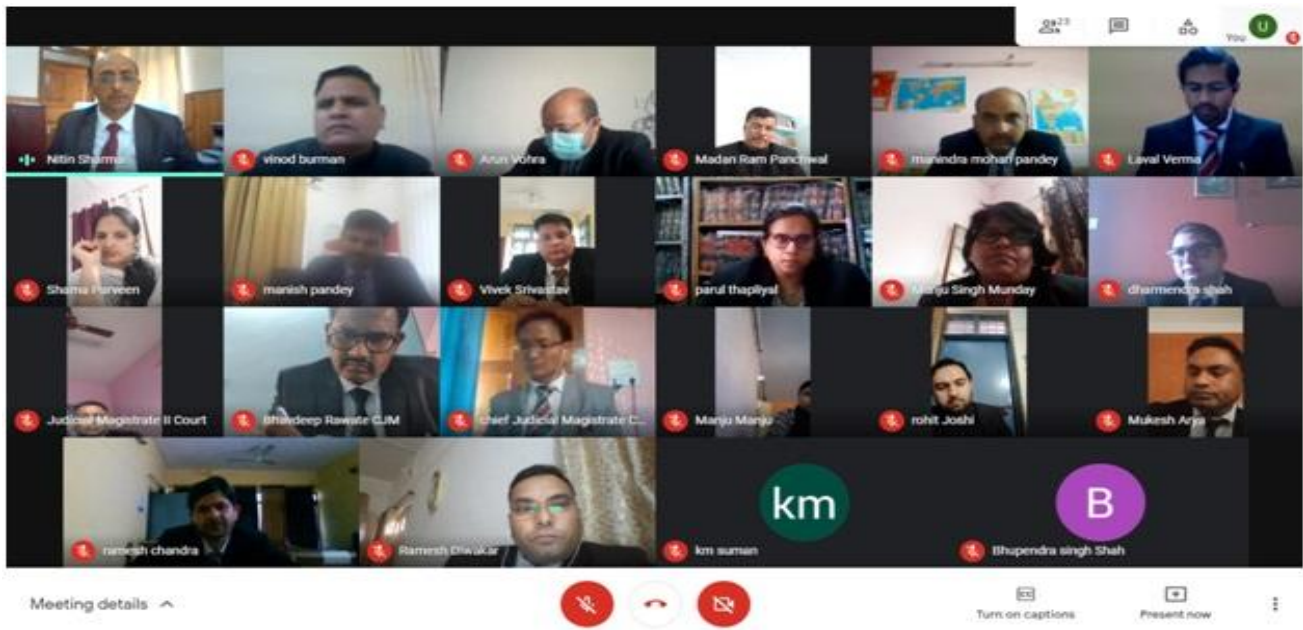 23
You
U
Nitin Sharma
vinod burman
Arun Vohra
Madan Ram Panchwal
manindra mohan pandey
Laval Verma
Shama Parveen
manish pandey
Vivek Srivastav
parul thapliyal
Manju Singh Munday
dharmendra shah
Judicial Magistrate II Court
Bhavdeep Rawate CJM
chief Judicial Magistrate C...
Manju Manju
rohit Joshi
Mukesh Arya
km
B
ramesh chandra
Ramesh Diwakar
km suman
Bhupendra singh Shah
Meeting details
CC
Turn on captions
Present now